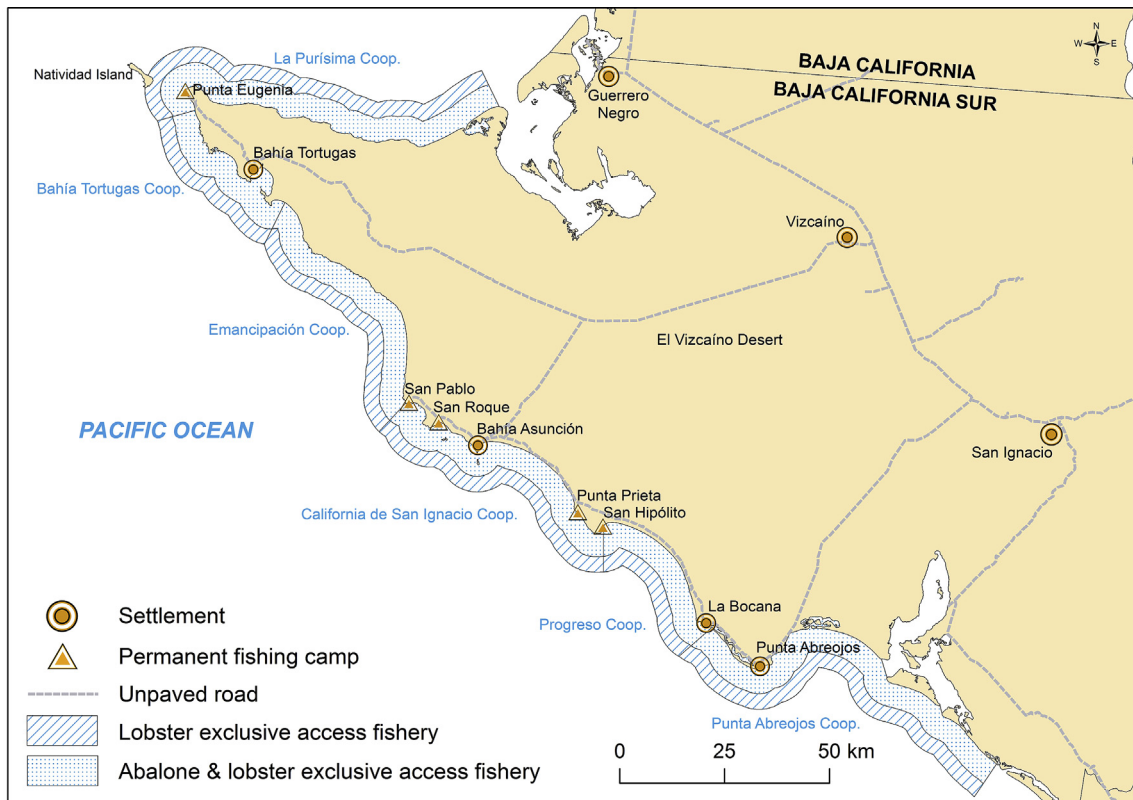 La Purísima Coop.
N
W
E
S
BAJA CALIFORNIA
BAJA CALIFORNIA SUR
Natividad Island
Punta Eugenia
Guerrero
Negro
Bahía Tortugas
Bahía Tortugas Coop.
Vizcaíno
Emancipación Coop.
El Vizcaíno Desert
San Pablo
San Roque
Bahía Asunción
PACIFIC OCEAN
San Ignacio
Punta Prieta
San Hipólito
California de San Ignacio Coop.
La Bocana
Progreso Coop.
Punta Abreojos
Punta Abreojos Coop.
Settlement
Permanent fishing camp
Unpaved road
Lobster exclusive access fishery
Abalone & lobster exclusive access fishery
0 25 50 km